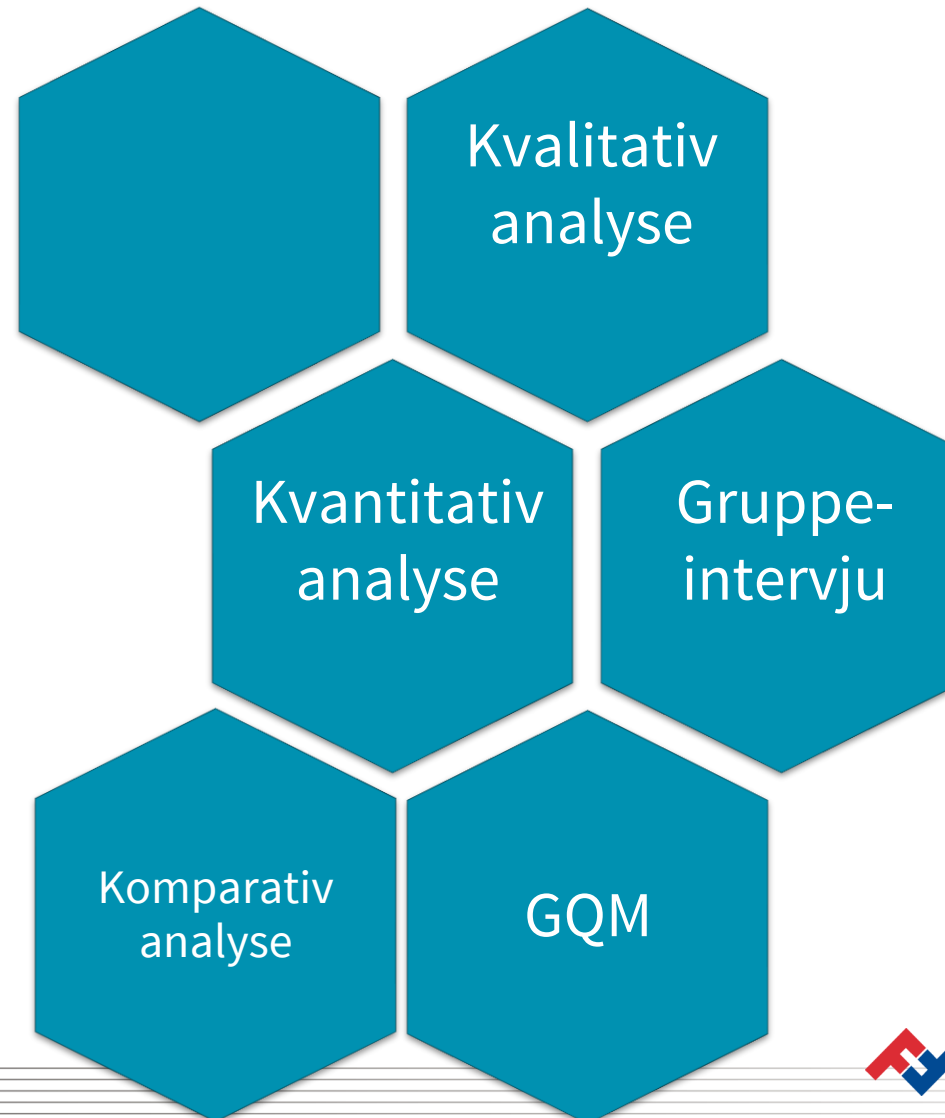 Kvalitativ
analyse
Kvantitativ
analyse
Gruppe-
intervju
Komparativ
analyse
GQM